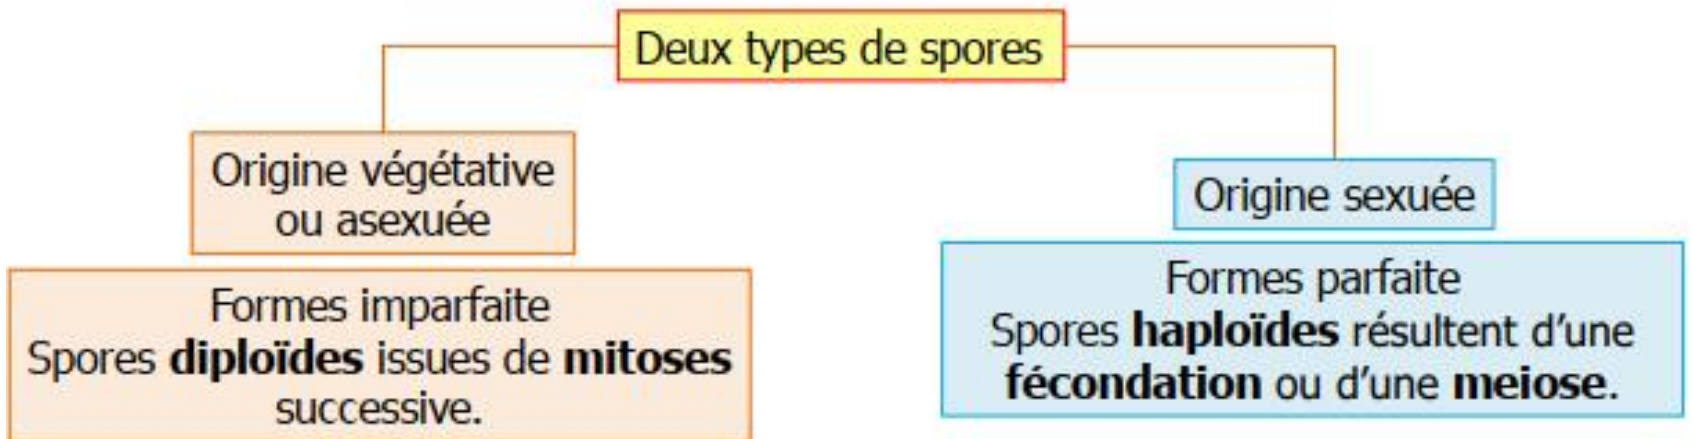 Deux types de spores
Origine végétative
ou asexuée
Formes imparfaite
Spores diploïdes issues de mitoses
successive.
Origine sexuée
Formes parfaite
Spores haploïdes résultent d’une
fécondation ou d’une meiose.